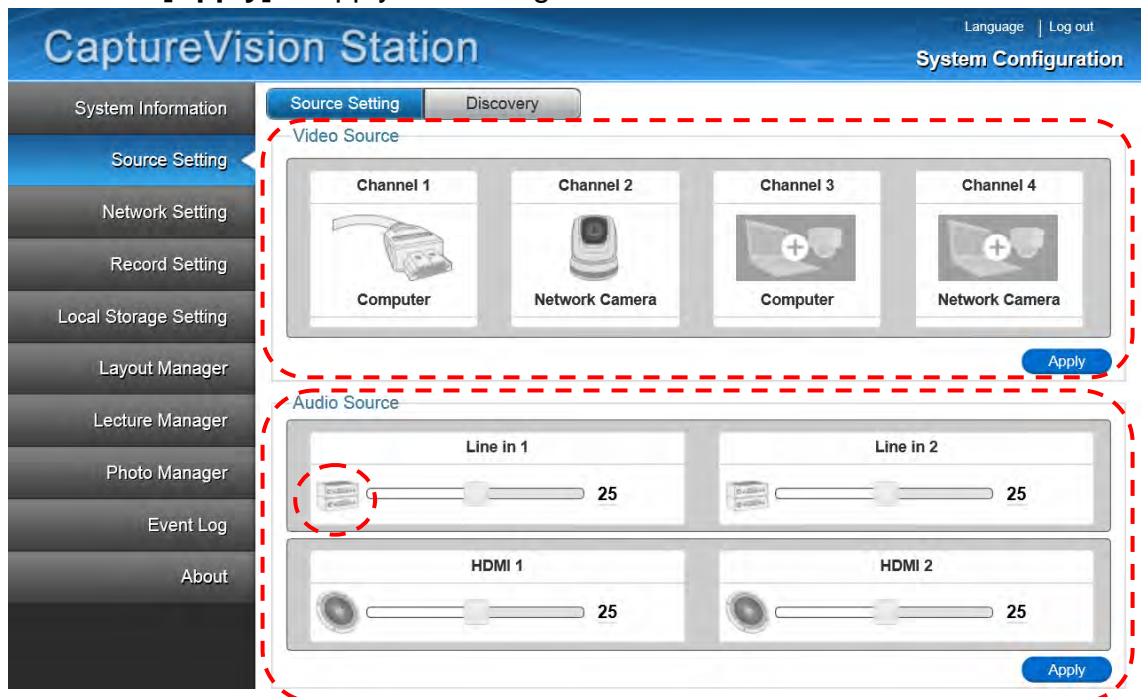 [Apply]
CaptureVision Station
Language | Log out
System Configuration
System Information
Source Setting
Network Setting
Record Setting
Local Storage Setting
Layout Manager
Lecture Manager
Photo Manager
Event Log
About
Source Setting Discovery
Video Source
Channel 1 Channel 2 Channel 3 Channel 4
Computer Network Camera Computer Network Camera
Apply
Audio Source
Line in 1 Line in 2
25 25
HDMI 1 HDMI 2
25 25
Apply